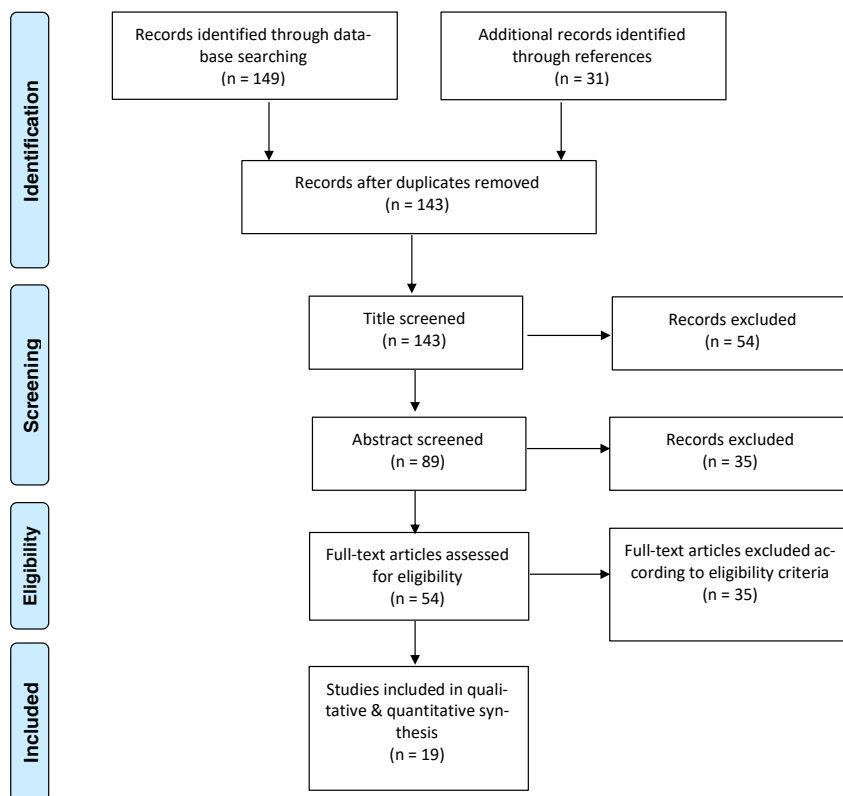 Identification
Records identified through data-
base searching
(n = 149)
Additional records identified
through references
(n = 31)
Records after duplicates removed
(n = 143)
Screening
Title screened
(n = 143)
Records excluded
(n = 54)
Abstract screened
(n = 89)
Records excluded
(n = 35)
Eligibility
Full-text articles assessed
for eligibility
(n = 54)
Full-text articles excluded ac-
cording to eligibility criteria
(n = 35)
Included
Studies included in quali-
tative & quantitative syn-
thesis
(n = 19)